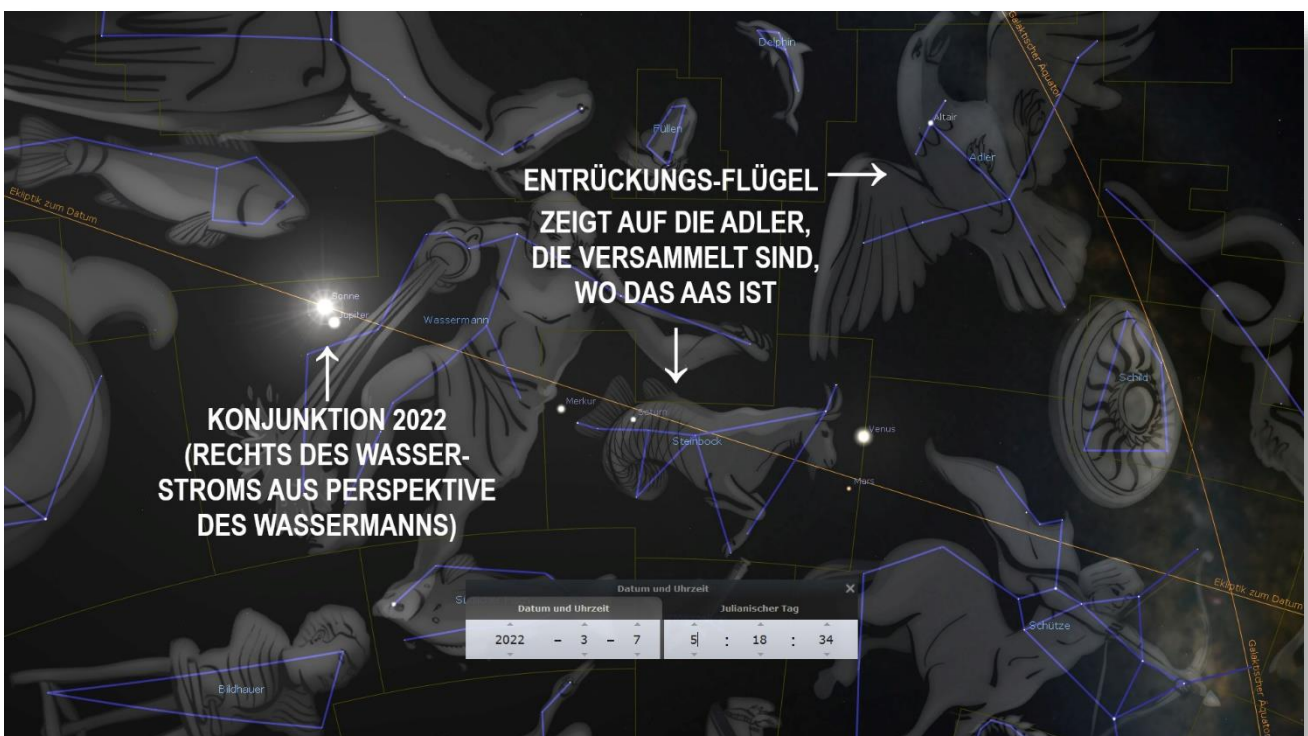 Galaktischer Äquator
Delphin
Füllen
Altair
Adler
Ekliptik zum Datum
ENTRÜCKUNGS-FLÜGEL →
ZEIGT AUF DIE ADLER,
DIE VERSAMMELT SIND,
WO DAS AAS IST
Sonne
Jupiter
Wassermann
Schild
Merkur
Saturn
Steinbock
Venus
Mars
KONJUNKTION 2022
(RECHTS DES WASSER-
STROMS AUS PERSPEKTIVE
DES WASSERMANNS)
Ekliptik zum Datum
Datum und Uhrzeit
Datum und Uhrzeit
Julianischer Tag
2022 – 3 – 7 5 : 18 : 34
Schütze
Galaktischer Äquator
Bildhauer